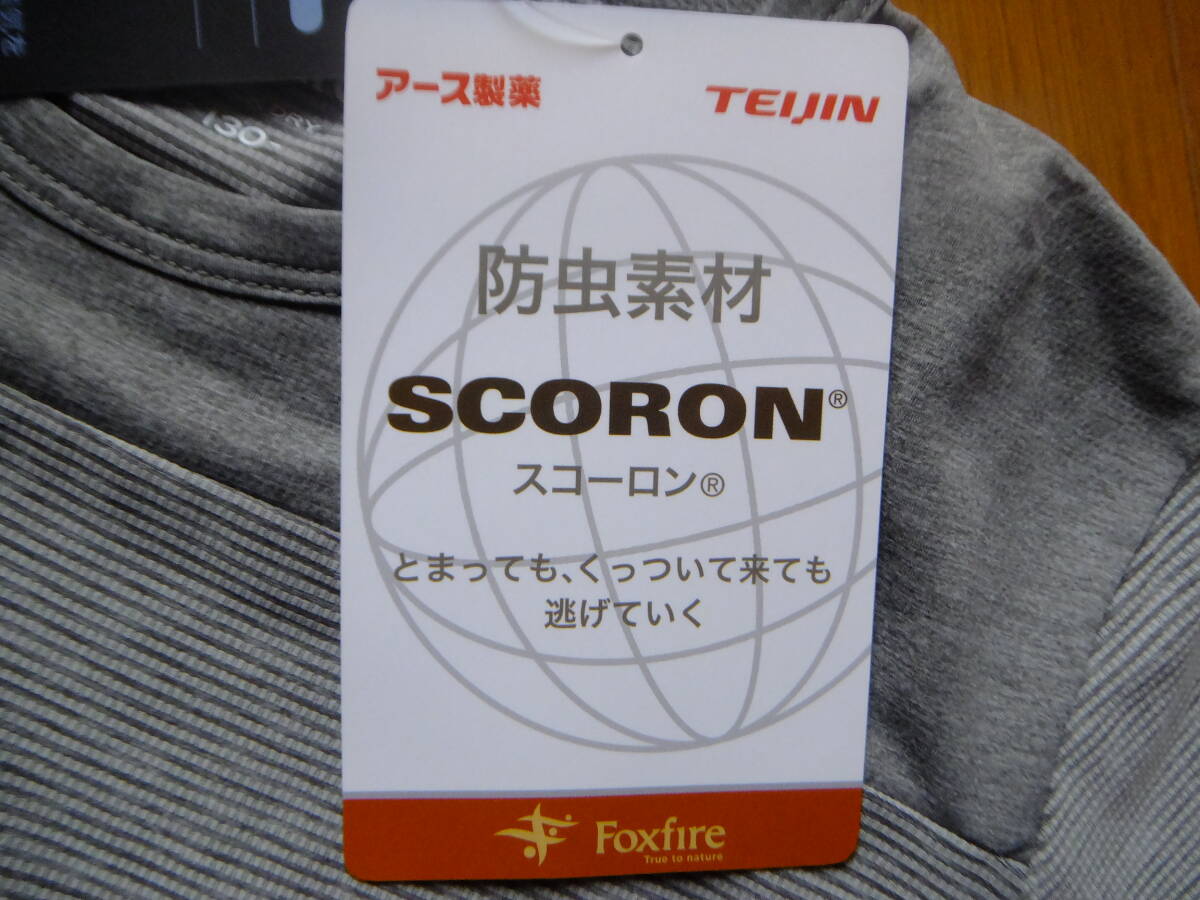 130
アース製薬
TEIJIN
防虫素材
SCORON®
スコーロン®
とまっても、くっついて来ても
逃げていく
Foxfire
True to nature